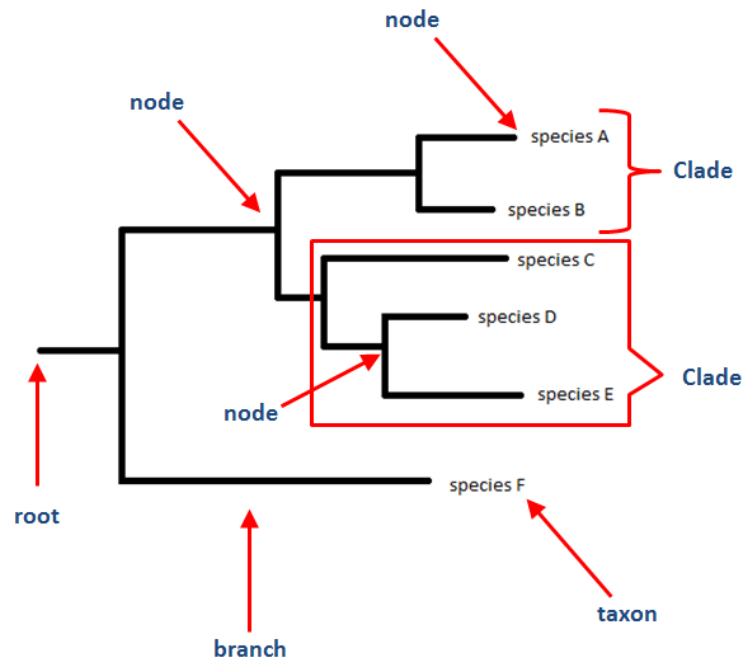 node
node
species A
Clade
species B
species C
species D
Clade
species E
node
species F
root
taxon
branch